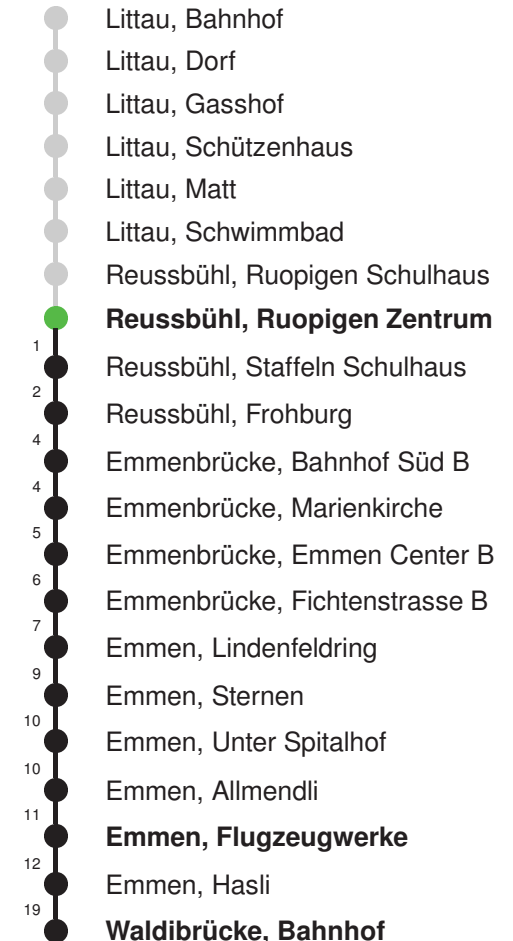 Littau, Bahnhof
Littau, Dorf
Littau, Gasshof
Littau, Schützenhaus
Littau, Matt
Littau, Schwimmbad
Reussbühl, Ruopigen Schulhaus
Reussbühl, Ruopigen Zentrum
1 Reussbühl, Staffeln Schulhaus
2 Reussbühl, Frohburg
4 Emmenbrücke, Bahnhof Süd B
4 Emmenbrücke, Marienkirche
5 Emmenbrücke, Emmen Center B
6 Emmenbrücke, Fichtenstrasse B
7 Emmen, Lindenfeldring
9 Emmen, Sternen
10 Emmen, Unter Spitalhof
10 Emmen, Allmendli
11 Emmen, Flugzeugwerke
12 Emmen, Hasli
19 Waldibrücke, Bahnhof